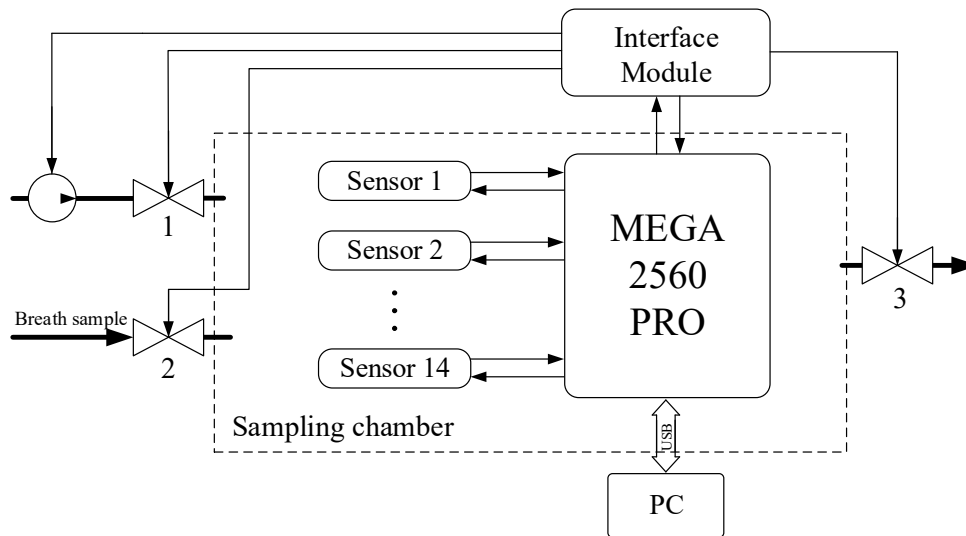 Interface
Module
Sensor 1
MEGA
2560
PRO
1
Sensor 2
3
Breath sample
2
Sensor 14
Sampling chamber
USB
PC